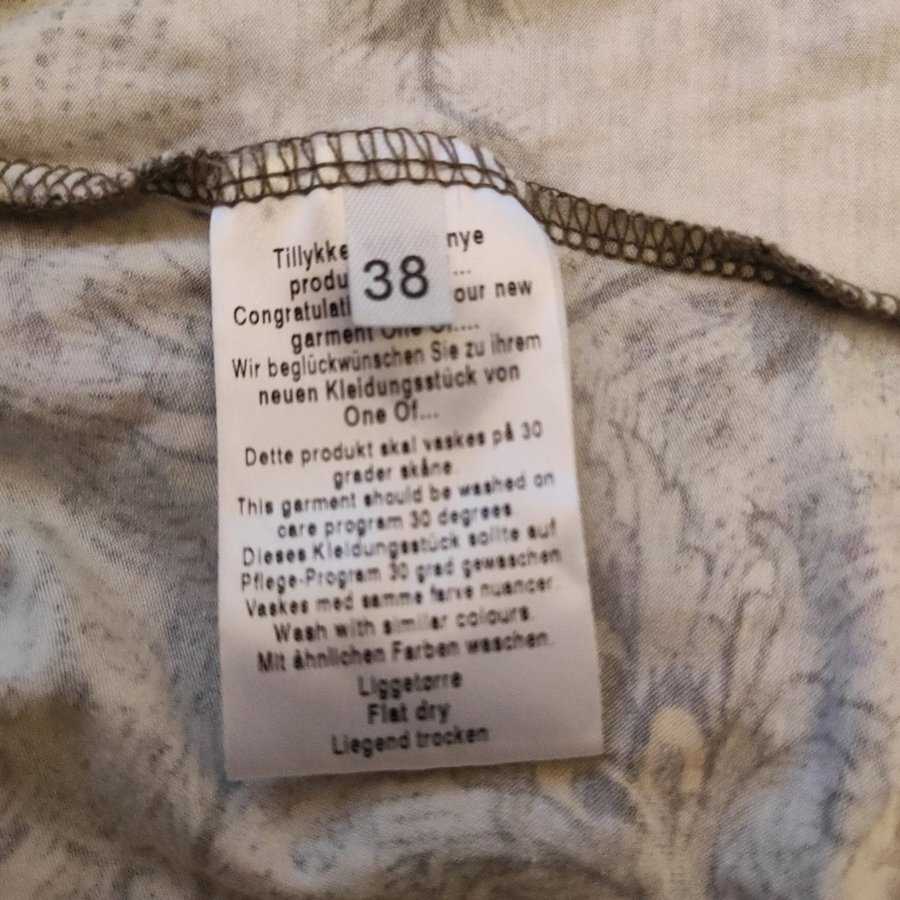 Tillykke nye
produ ...
38
Congratulati our new
garment One Of....
Wir beglückwünschen Sie zu ihrem
neuen Kleidungsstück von
One Of...
Dette produkt skal vaskes på 30
grader skåne
This garment should be washed on
care program 30 degrees
Dieses Kleidungsstück sollte auf
Pflege-Program 30 grad gewaschen
Vaskes med samme farve nuancer.
Wash with similar colours.
Mit ähnlichen Farben waschen.
Liggetørre
Flat dry
Liegend trocken